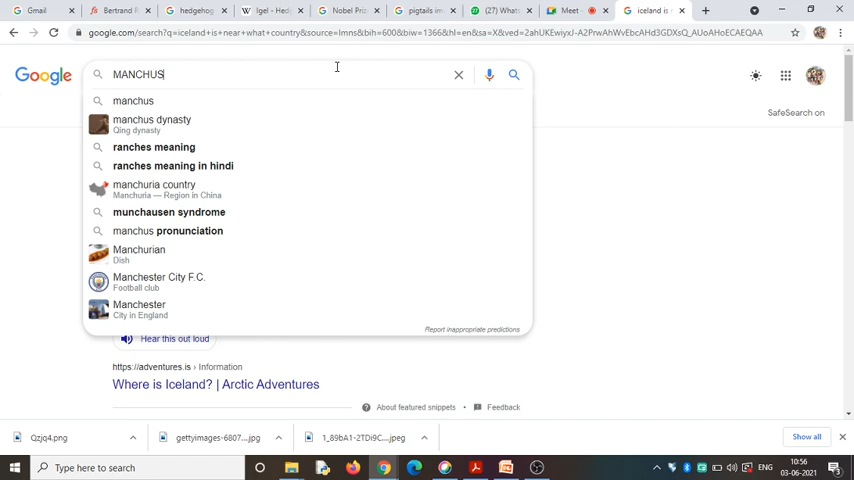 Gmail
Bertrand R
hedgehog
Igel - Hed
Nobel Priz
pigtails im
(27) Whats
Meet
iceland is n
google.com/search?q=iceland+is+near+what+country&source=lmns&bih=600&biw=1366&hl=en&sa=X&ved=2ahUKEwiyxJ-A2PrwAhWvEbcAHd3GDXsQ_AUoAHoECAEQAA
Google
MANCHUS
SafeSearch on
manchus
manchus dynasty
Qing dynasty
ranches meaning
ranches meaning in hindi
manchuria country
Manchuria — Region in China
munchausen syndrome
manchus pronunciation
Manchurian
Dish
Manchester City F.C.
Football club
Manchester
City in England
Report inappropriate predictions
Hear this out loud
https://adventures.is › Information
Where is Iceland? | Arctic Adventures
About featured snippets • Feedback
Qzjq4.png
gettyimages-6807....jpg
1_89bA1-2TDi9C....jpeg
Show all
Type here to search
ENG
10:56
03-06-2021
3